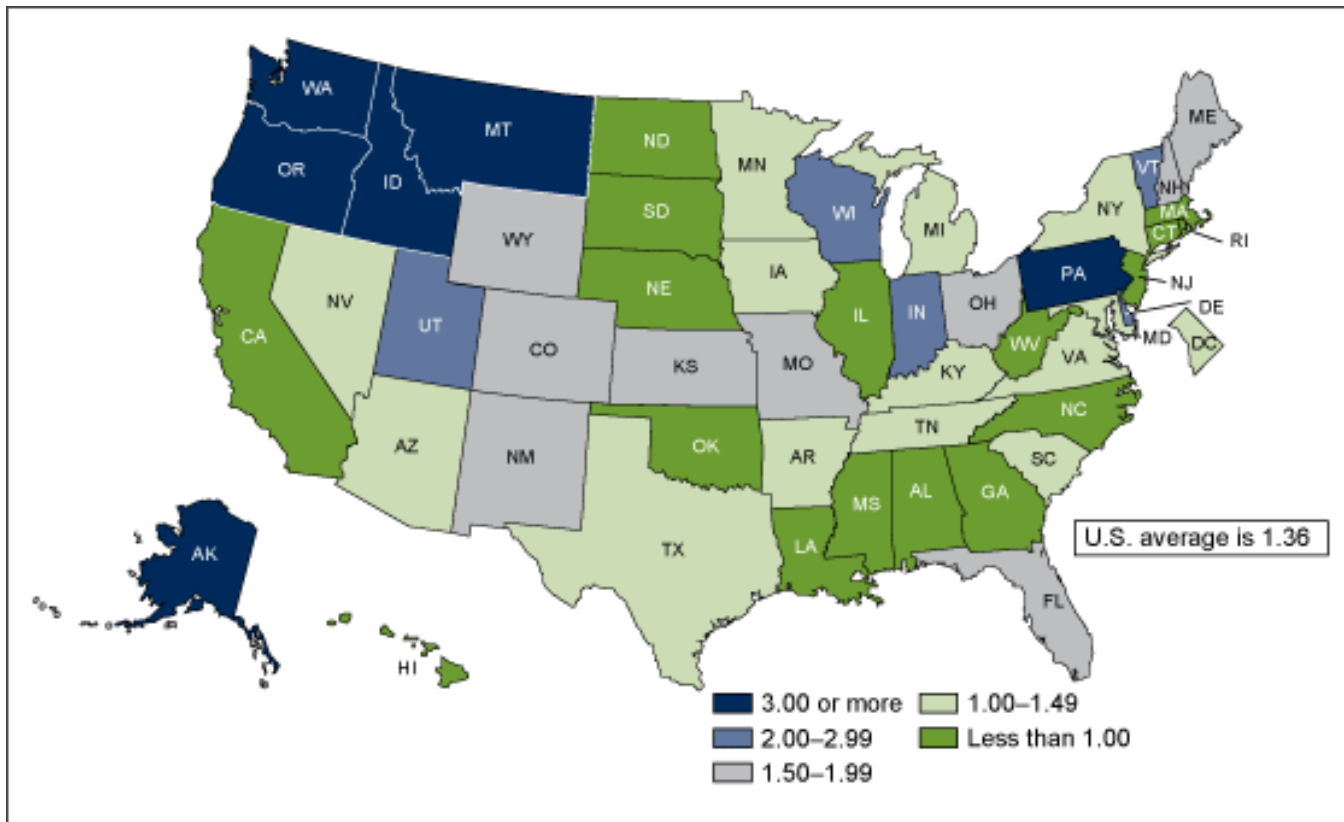 WA
MT
ND
MN
ME
OR
ID
VT
NH
SD
WI
NY
MA
WY
MI
CT
RI
IA
PA
NE
NJ
NV
OH
UT
IL
IN
DE
CA
CO
MD
DC
WV
KS
MO
VA
KY
NC
TN
AZ
OK
NM
AR
SC
MS
AL
GA
U.S. average is 1.36
TX
LA
AK
FL
HI
3.00 or more
2.00–2.99
1.50–1.99
1.00–1.49
Less than 1.00